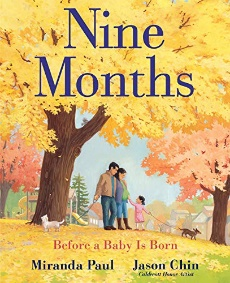 Nine
Months
Before a Baby Is Born
Miranda Paul Jason Chin
Caldecott Honor Artist